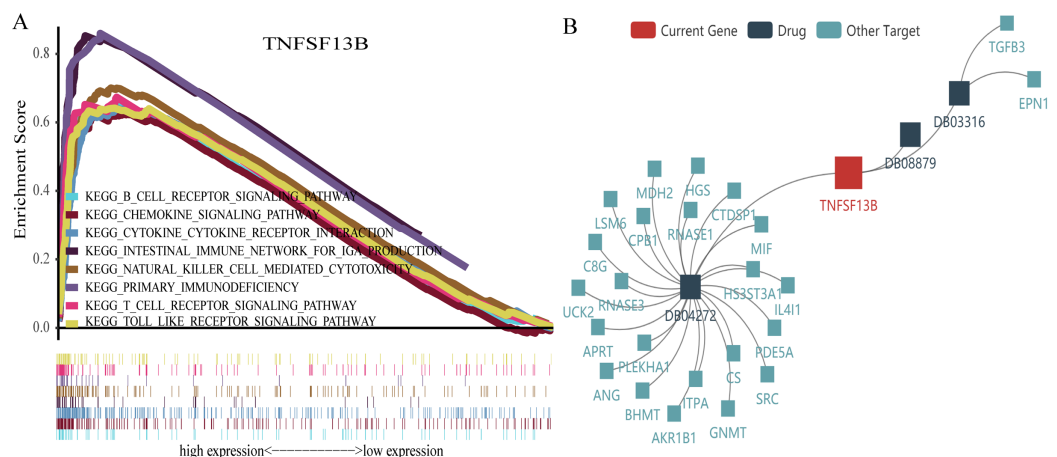 A
TNFSF13B
Enrichment Score
0.8
0.6
0.4
0.2
0.0
KEGG_B_CELL_RECEPTOR_SIGNALING_PATHWAY
KEGG_CHEMOKINE_SIGNALING_PATHWAY
KEGG_CYTOKINE_CYTOKINE_RECEPTOR_INTERACTION
KEGG_INTESTINAL_IMMUNE_NETWORK_FOR_IGA_PRODUCTION
KEGG_NATURAL_KILLER_CELL_MEDIATED_CYTOTOXICITY
KEGG_PRIMARY_IMMUNODEFICIENCY
KEGG_T_CELL_RECEPTOR_SIGNALING_PATHWAY
KEGG_TOLL_LIKE_RECEPTOR_SIGNALING_PATHWAY
high expression<----------->low expression
B
Current Gene
Drug
Other Target
TGFB3
EPN1
DB03316
DB08879
TNFSF13B
MDH2
HGS
CTDSP1
LSM6
CPB1
RNASE1
MIF
C8G
HS3ST3A1
IL4I1
UCK2
RNASE3
DB04272
APRT
PLEKHA1
PDE5A
ANG
CS
SRC
BHMT
ITPA
AKR1B1
GNMT